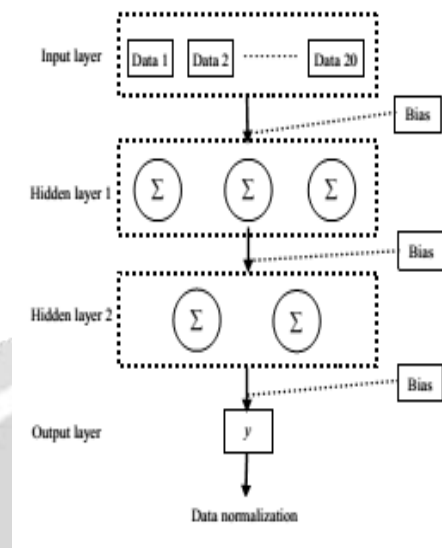 Input layer
Data 1 Data 2 Data 20
Bias
Hidden layer 1
Σ Σ Σ
Bias
Hidden layer 2
Σ Σ
Bias
Output layer
y
Data normalization